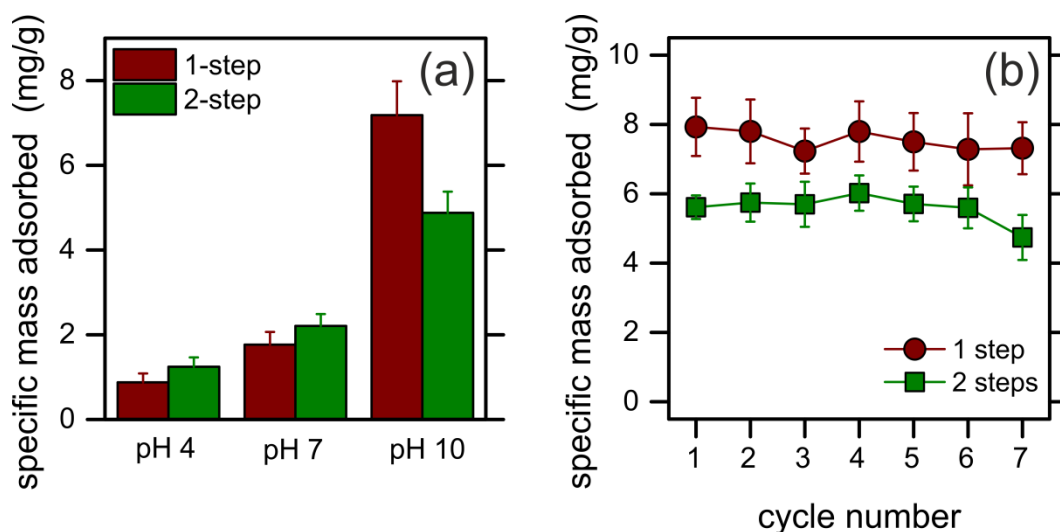 specific mass adsorbed (mg/g)
8
6
4
2
0
1-step
2-step
(a)
pH 4
pH 7
pH 10
specific mass adsorbed (mg/g)
10
8
6
4
2
0
(b)
1 step
2 steps
1
2
3
4
5
6
7
cycle number